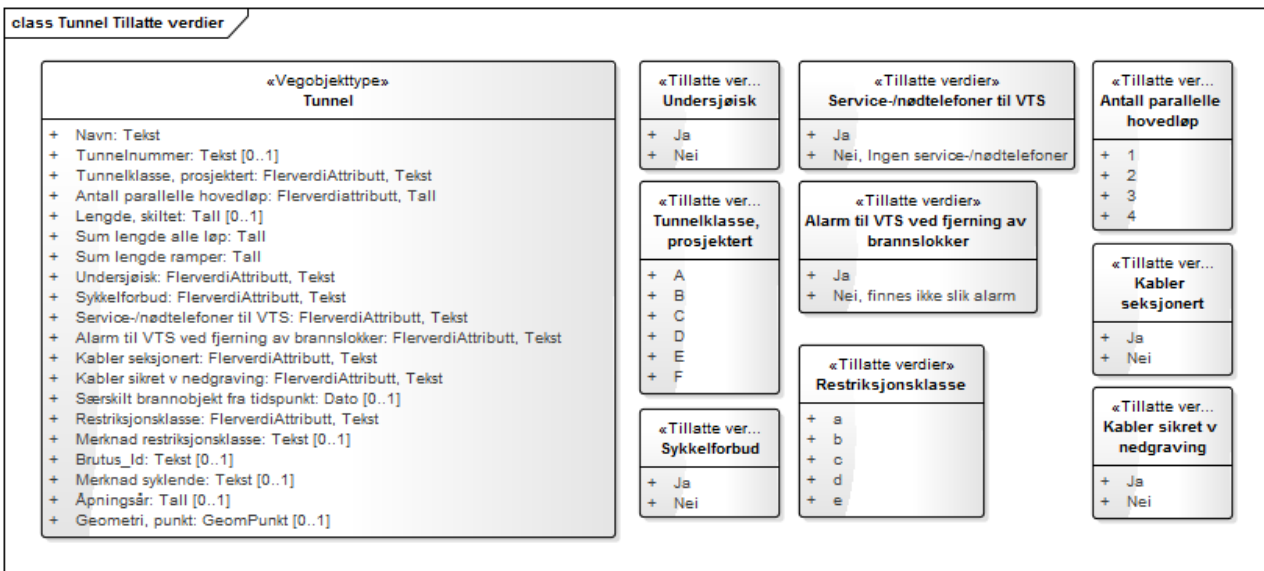 class Tunnel Tillatte verdier
«Vegobjekttype»
Tunnel
+ Navn: Tekst
+ Tunnelnummer: Tekst [0..1]
+ Tunnelklasse, prosjektert: FlerverdiAttributt, Tekst
+ Antall parallelle hovedløp: Flerverdiattributt, Tall
+ Lengde, skiltet: Tall [0..1]
+ Sum lengde alle løp: Tall
+ Sum lengde ramper: Tall
+ Undersjøisk: FlerverdiAttributt, Tekst
+ Sykkelforbud: FlerverdiAttributt, Tekst
+ Service-/nødtelefoner til VTS: FlerverdiAttributt, Tekst
+ Alarm til VTS ved fjerning av brannslokker: FlerverdiAttributt, Tekst
+ Kabler seksjonert: FlerverdiAttributt, Tekst
+ Kabler sikret v nedgraving: FlerverdiAttributt, Tekst
+ Særskilt brannobjekt fra tidspunkt: Dato [0..1]
+ Restriksjonsklasse: FlerverdiAttributt, Tekst
+ Merknad restriksjonsklasse: Tekst [0..1]
+ Brutus_Id: Tekst [0..1]
+ Merknad syklende: Tekst [0..1]
+ Åpningsår: Tall [0..1]
+ Geometri, punkt: GeomPunkt [0..1]
«Tillatte ver...
Undersjøisk
+ Ja
+ Nei
«Tillatte ver...
Tunnelklasse,
prosjektert
+ A
+ B
+ C
+ D
+ E
+ F
«Tillatte ver...
Sykkelforbud
+ Ja
+ Nei
«Tillatte verdier»
Service-/nødtelefoner til VTS
+ Ja
+ Nei, Ingen service-/nødtelefoner
«Tillatte verdier»
Alarm til VTS ved fjerning av
brannslokker
+ Ja
+ Nei, finnes ikke slik alarm
«Tillatte verdier»
Restriksjonsklasse
+ a
+ b
+ c
+ d
+ e
«Tillatte ver...
Antall parallelle
hovedløp
+ 1
+ 2
+ 3
+ 4
«Tillatte ver...
Kabler
seksjonert
+ Ja
+ Nei
«Tillatte ver...
Kabler sikret v
nedgraving
+ Ja
+ Nei